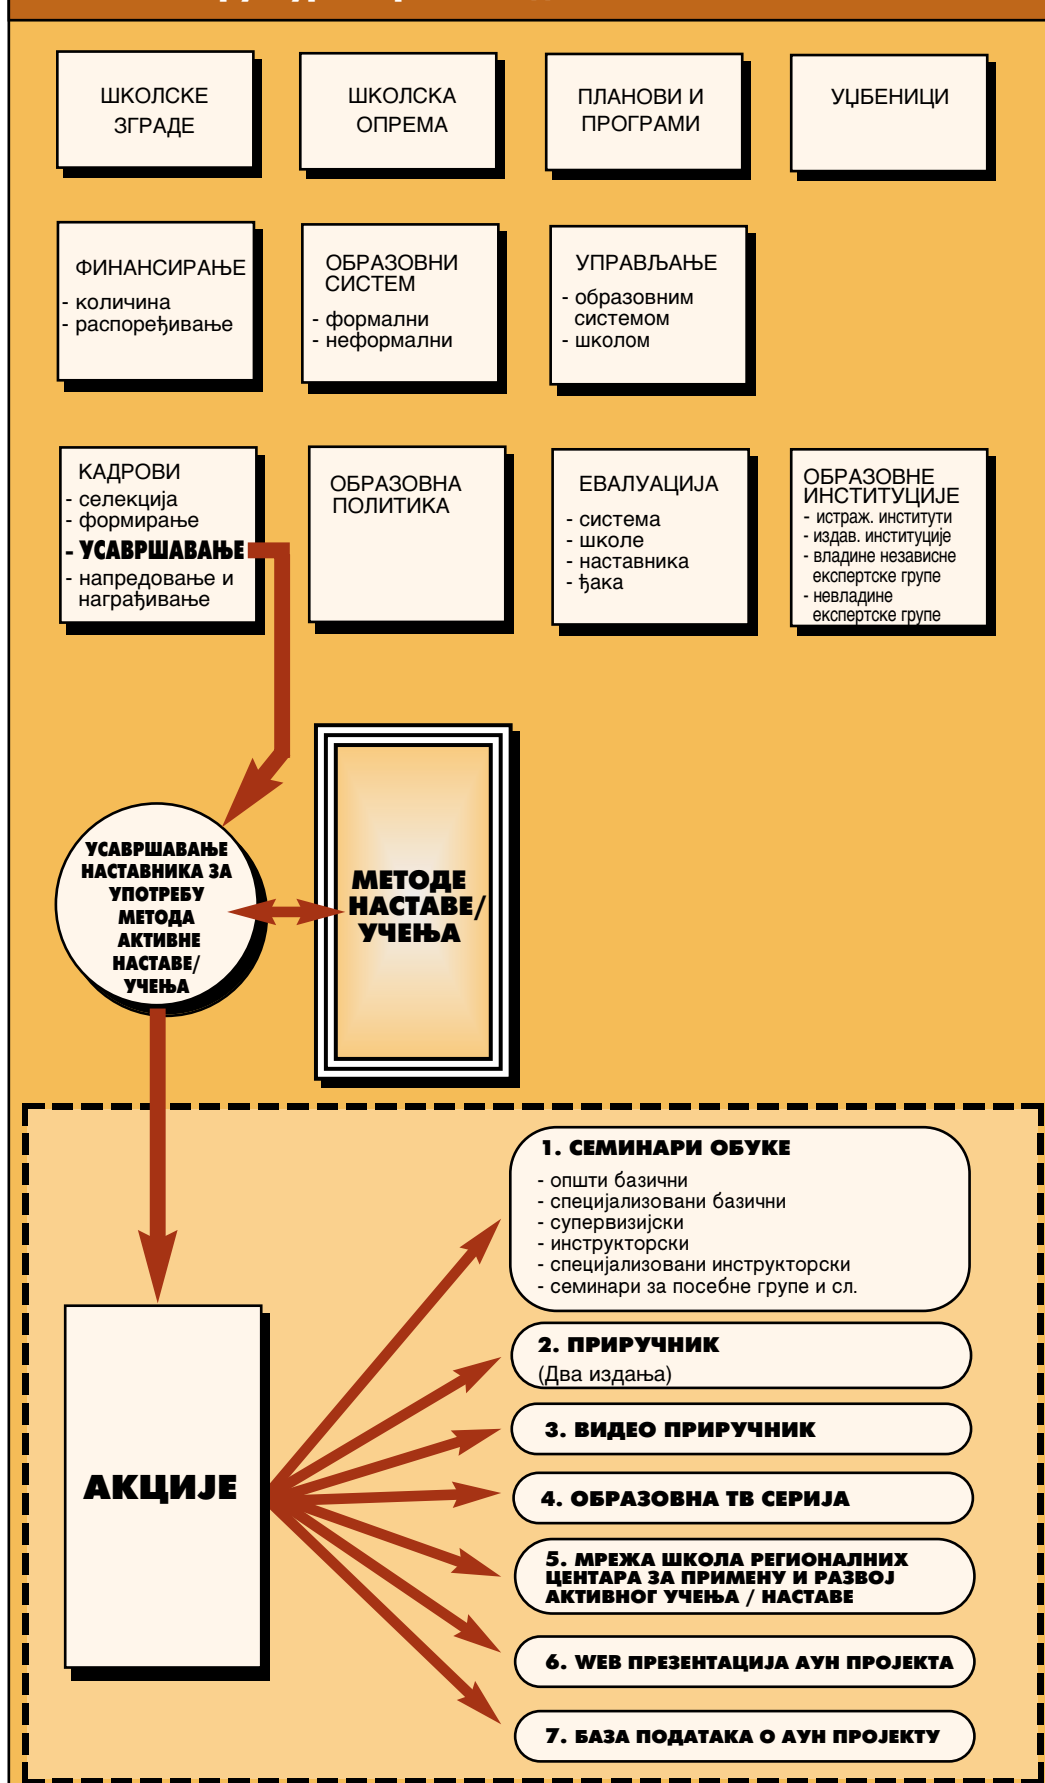 ШКОЛСКЕ
ЗГРАДЕ
ШКОЛСКА
ОПРЕМА
ПЛАНОВИ И
ПРОГРАМИ
УЏБЕНИЦИ
ФИНАНСИРАЊЕ
- количина
- распоређивање
ОБРАЗОВНИ
СИСТЕМ
- формални
- неформални
УПРАВЉАЊЕ
- образовним
системом
- школом
КАДРОВИ
- селекција
- формирање
- УСАВРШАВАЊЕ
- напредовање и
награђивање
ОБРАЗОВНА
ПОЛИТИКА
ЕВАЛУАЦИЈА
- система
- школе
- наставника
- ђака
ОБРАЗОВНЕ
ИНСТИТУЦИЈЕ
- истраж. институти
- издав. институције
- владине независне
експертске групе
- невладине
експертске групе
УСАВРШАВАЊЕ
НАСТАВНИКА ЗА
УПОТРЕБУ
МЕТОДА
АКТИВНЕ
НАСТАВЕ/
УЧЕЊА
МЕТОДЕ
НАСТАВЕ/
УЧЕЊА
АКЦИЈЕ
1. СЕМИНАРИ ОБУКЕ
- општи базични
- специјализовани базични
- супервизијски
- инструкторски
- специјализовани инструкторски
- семинари за посебне групе и сл.
2. ПРИРУЧНИК
(Два издања)
3. ВИДЕО ПРИРУЧНИК
4. ОБРАЗОВНА ТВ СЕРИЈА
5. МРЕЖА ШКОЛА РЕГИОНАЛНИХ
ЦЕНТАРА ЗА ПРИМЕНУ И РАЗВОЈ
АКТИВНОГ УЧЕЊА / НАСТАВЕ
6. WEB ПРЕЗЕНТАЦИЈА АУН ПРОЈЕКТА
7. БАЗА ПОДАТАКА О АУН ПРОЈЕКТУ